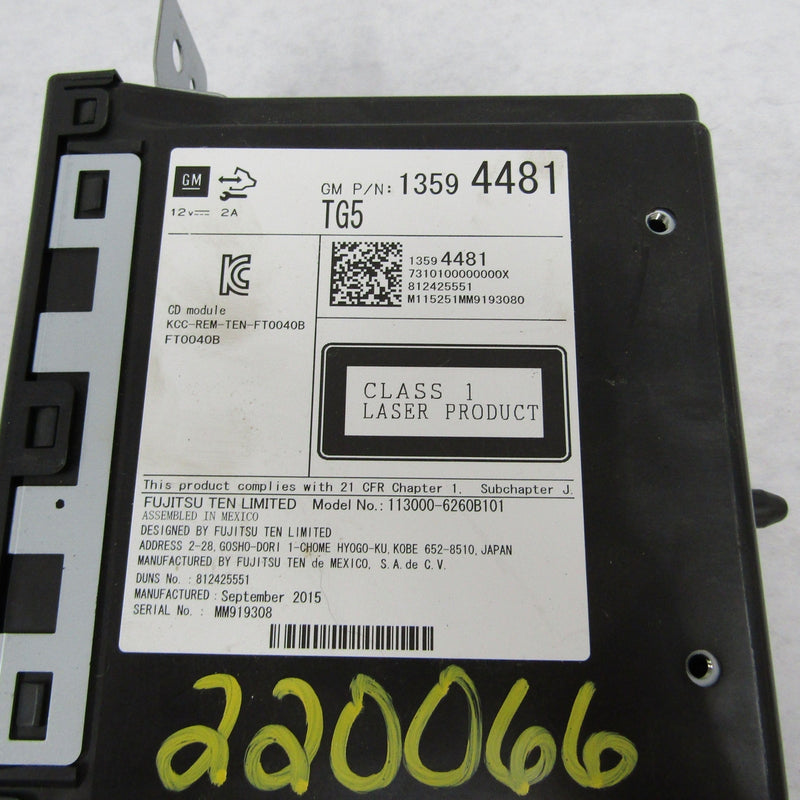 GM
GM P/N: 1359 4481
12v 2A
TG5
1359 4481
7310100000000X
812425551
M115251MM9193080
CD module
KCC-REM-TEN-FT0040B
FT0040B
CLASS 1
LASER PRODUCT
This product complies with 21 CFR Chapter 1, Subchapter J.
FUJITSU TEN LIMITED Model No.: 113000-6260B101
ASSEMBLED IN MEXICO
DESIGNED BY FUJITSU TEN LIMITED
ADDRESS 2-28, GOSHO-DORI 1-CHOME HYOGO-KU, KOBE 652-8510, JAPAN
MANUFACTURED BY FUJITSU TEN de MEXICO, S.A. de C.V.
DUNS No. : 812425551
MANUFACTURED : September 2015
SERIAL No. : MM919308
220066